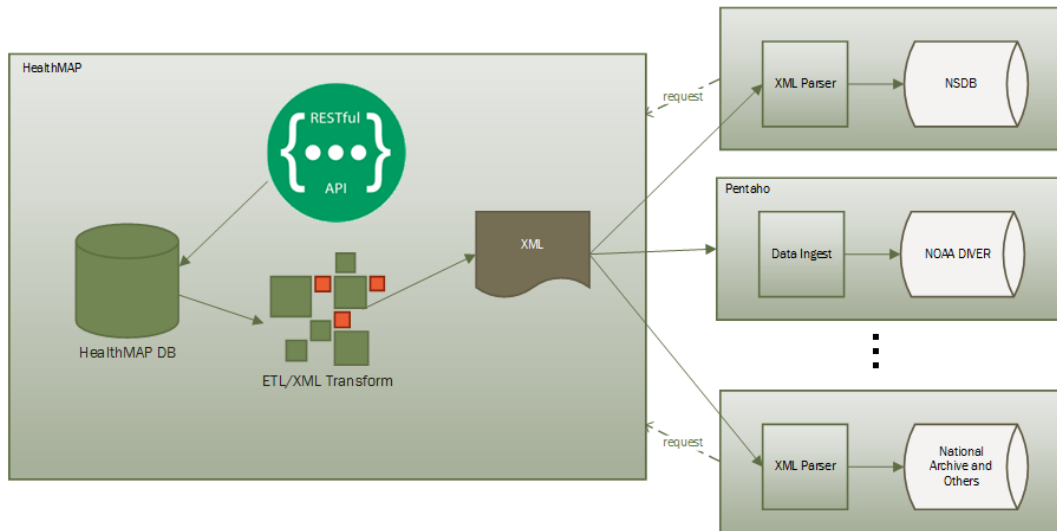 HealthMAP
RESTful
API
HealthMAP DB
ETL/XML Transform
XML
request
XML Parser
NSDB
Pentaho
Data Ingest
NOAA DIVER
request
XML Parser
National
Archive and
Others